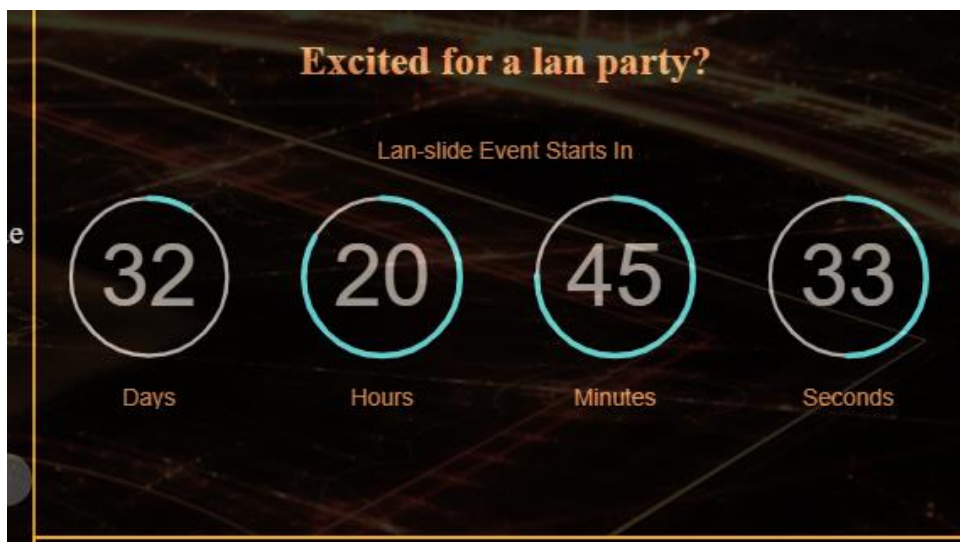 Excited for a lan party?
Lan-slide Event Starts In
e
32 20 45 33
Days Hours Minutes Seconds